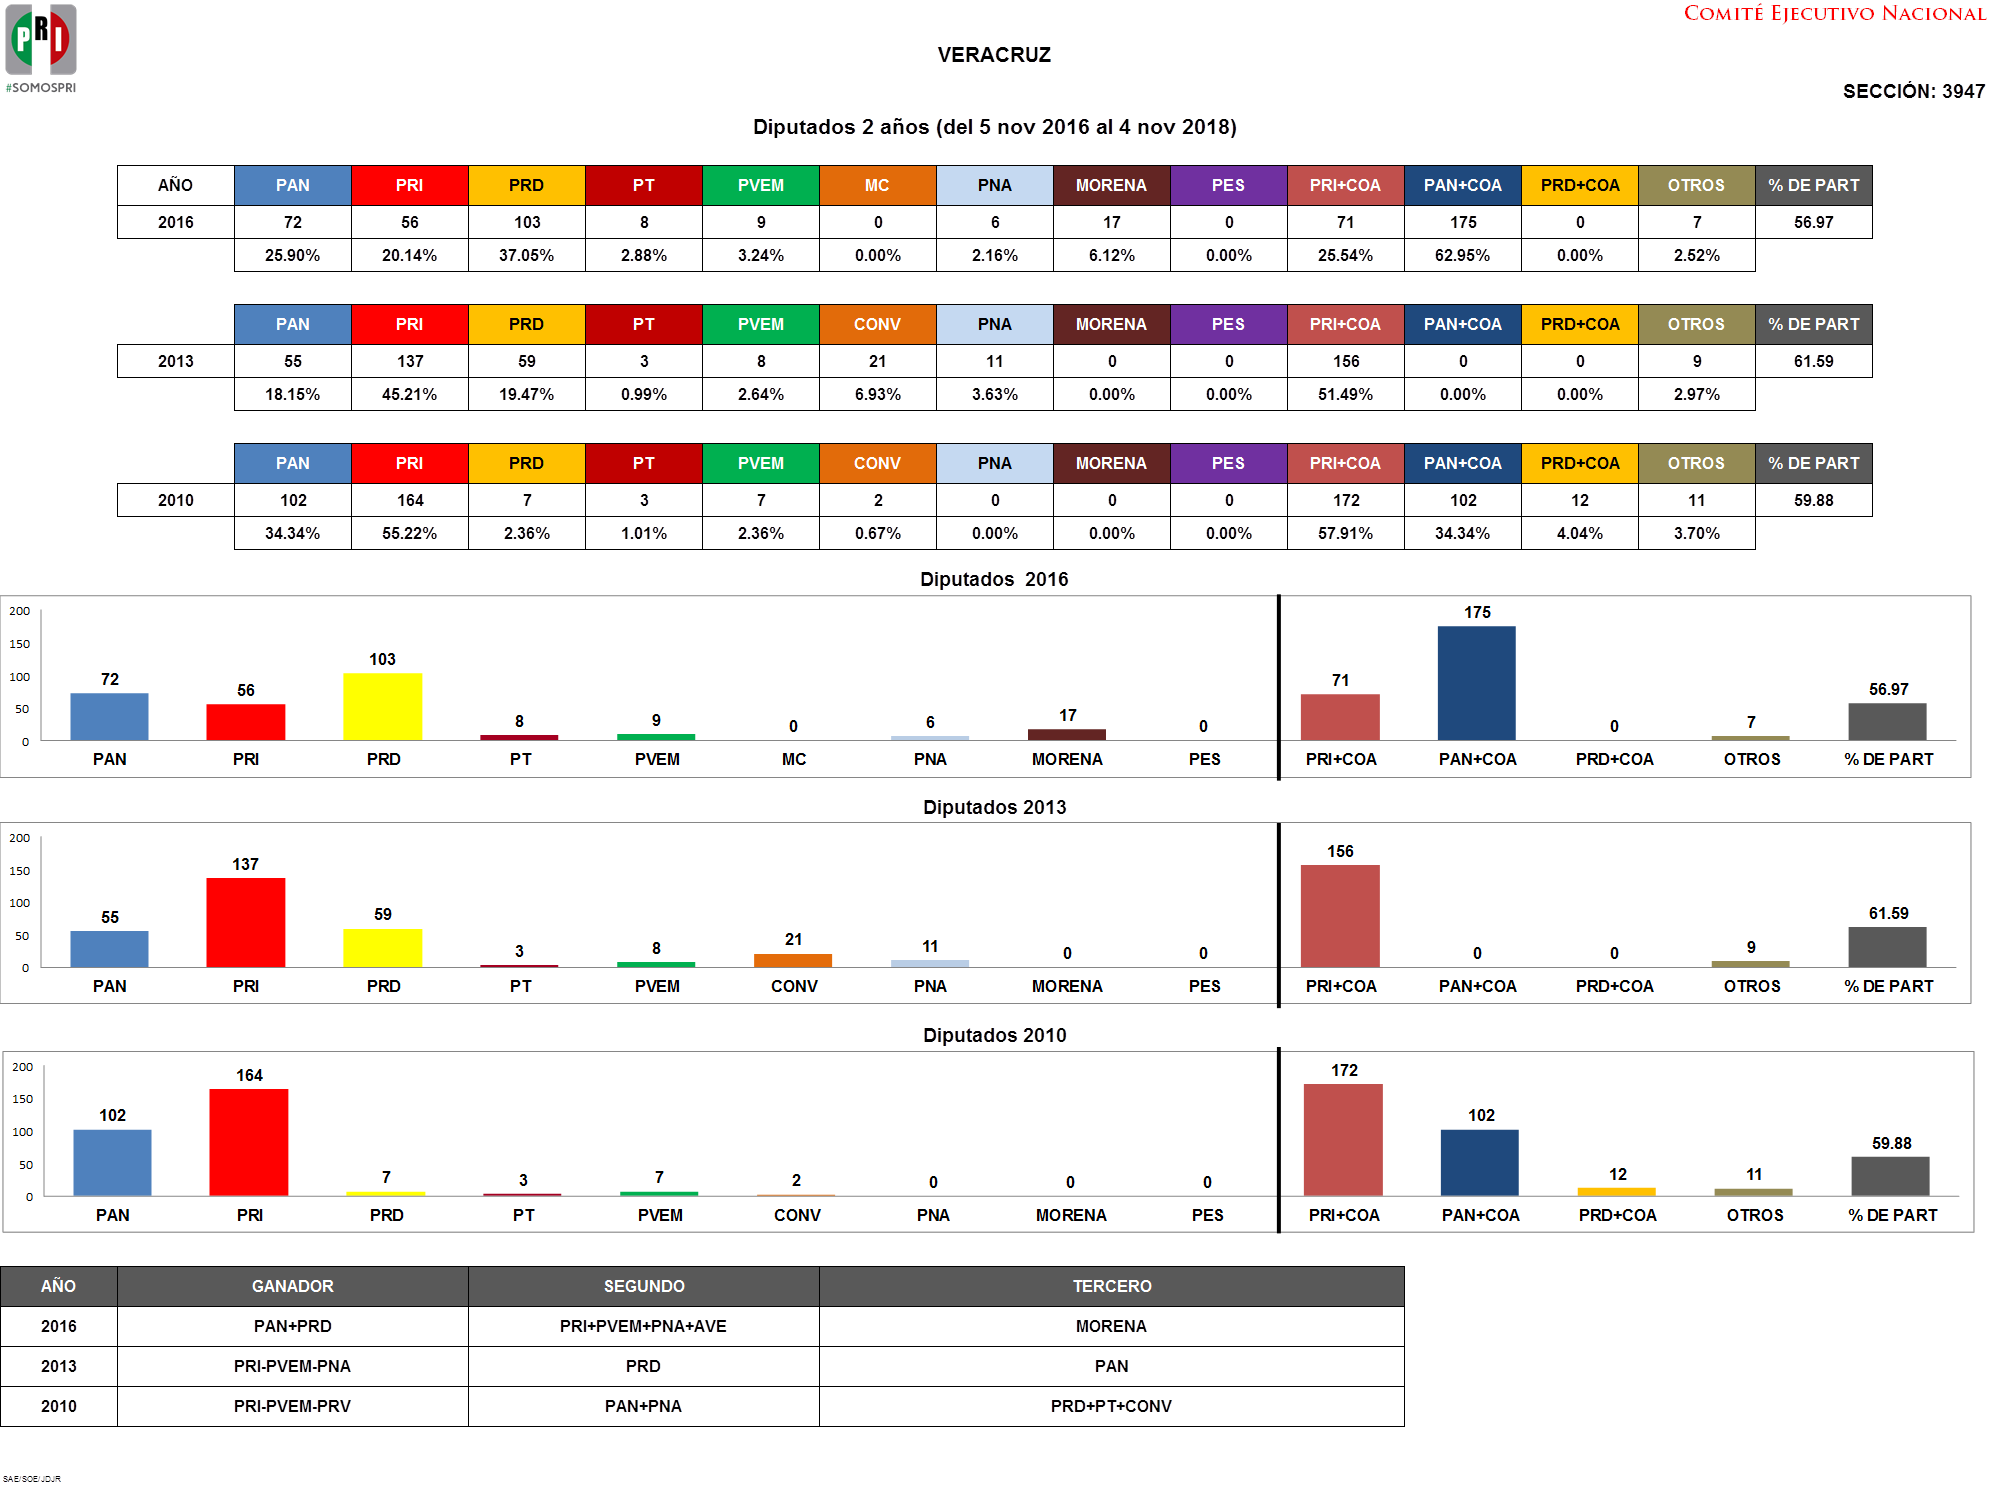 PRI
#SOMOSPRI
COMITÉ EJECUTIVO NACIONAL
VERACRUZ
SECCIÓN: 3947
Diputados 2 años (del 5 nov 2016 al 4 nov 2018)
AÑO PAN PRI PRD PT PVEM MC PNA MORENA PES PRI+COA PAN+COA PRD+COA OTROS % DE PART
2016 72 56 103 8 9 0 6 17 0 71 175 0 7 56.97
25.90% 20.14% 37.05% 2.88% 3.24% 0.00% 2.16% 6.12% 0.00% 25.54% 62.95% 0.00% 2.52%
PAN PRI PRD PT PVEM CONV PNA MORENA PES PRI+COA PAN+COA PRD+COA OTROS % DE PART
2013 55 137 59 3 8 21 11 0 0 156 0 0 9 61.59
18.15% 45.21% 19.47% 0.99% 2.64% 6.93% 3.63% 0.00% 0.00% 51.49% 0.00% 0.00% 2.97%
PAN PRI PRD PT PVEM CONV PNA MORENA PES PRI+COA PAN+COA PRD+COA OTROS % DE PART
2010 102 164 7 3 7 2 0 0 0 172 102 12 11 59.88
34.34% 55.22% 2.36% 1.01% 2.36% 0.67% 0.00% 0.00% 0.00% 57.91% 34.34% 4.04% 3.70%
Diputados 2016
200
150
100
50
0
72 56 103 8 9 0 6 17 0 71 175 0 7 56.97
PAN PRI PRD PT PVEM MC PNA MORENA PES PRI+COA PAN+COA PRD+COA OTROS % DE PART
Diputados 2013
200
150
100
50
0
55 137 59 3 8 21 11 0 0 156 0 0 9 61.59
PAN PRI PRD PT PVEM CONV PNA MORENA PES PRI+COA PAN+COA PRD+COA OTROS % DE PART
Diputados 2010
200
150
100
50
0
102 164 7 3 7 2 0 0 0 172 102 12 11 59.88
PAN PRI PRD PT PVEM CONV PNA MORENA PES PRI+COA PAN+COA PRD+COA OTROS % DE PART
AÑO GANADOR SEGUNDO TERCERO
2016 PAN+PRD PRI+PVEM+PNA+AVE MORENA
2013 PRI-PVEM-PNA PRD PAN
2010 PRI-PVEM-PRV PAN+PNA PRD+PT+CONV
SAE/SOE/JDJR